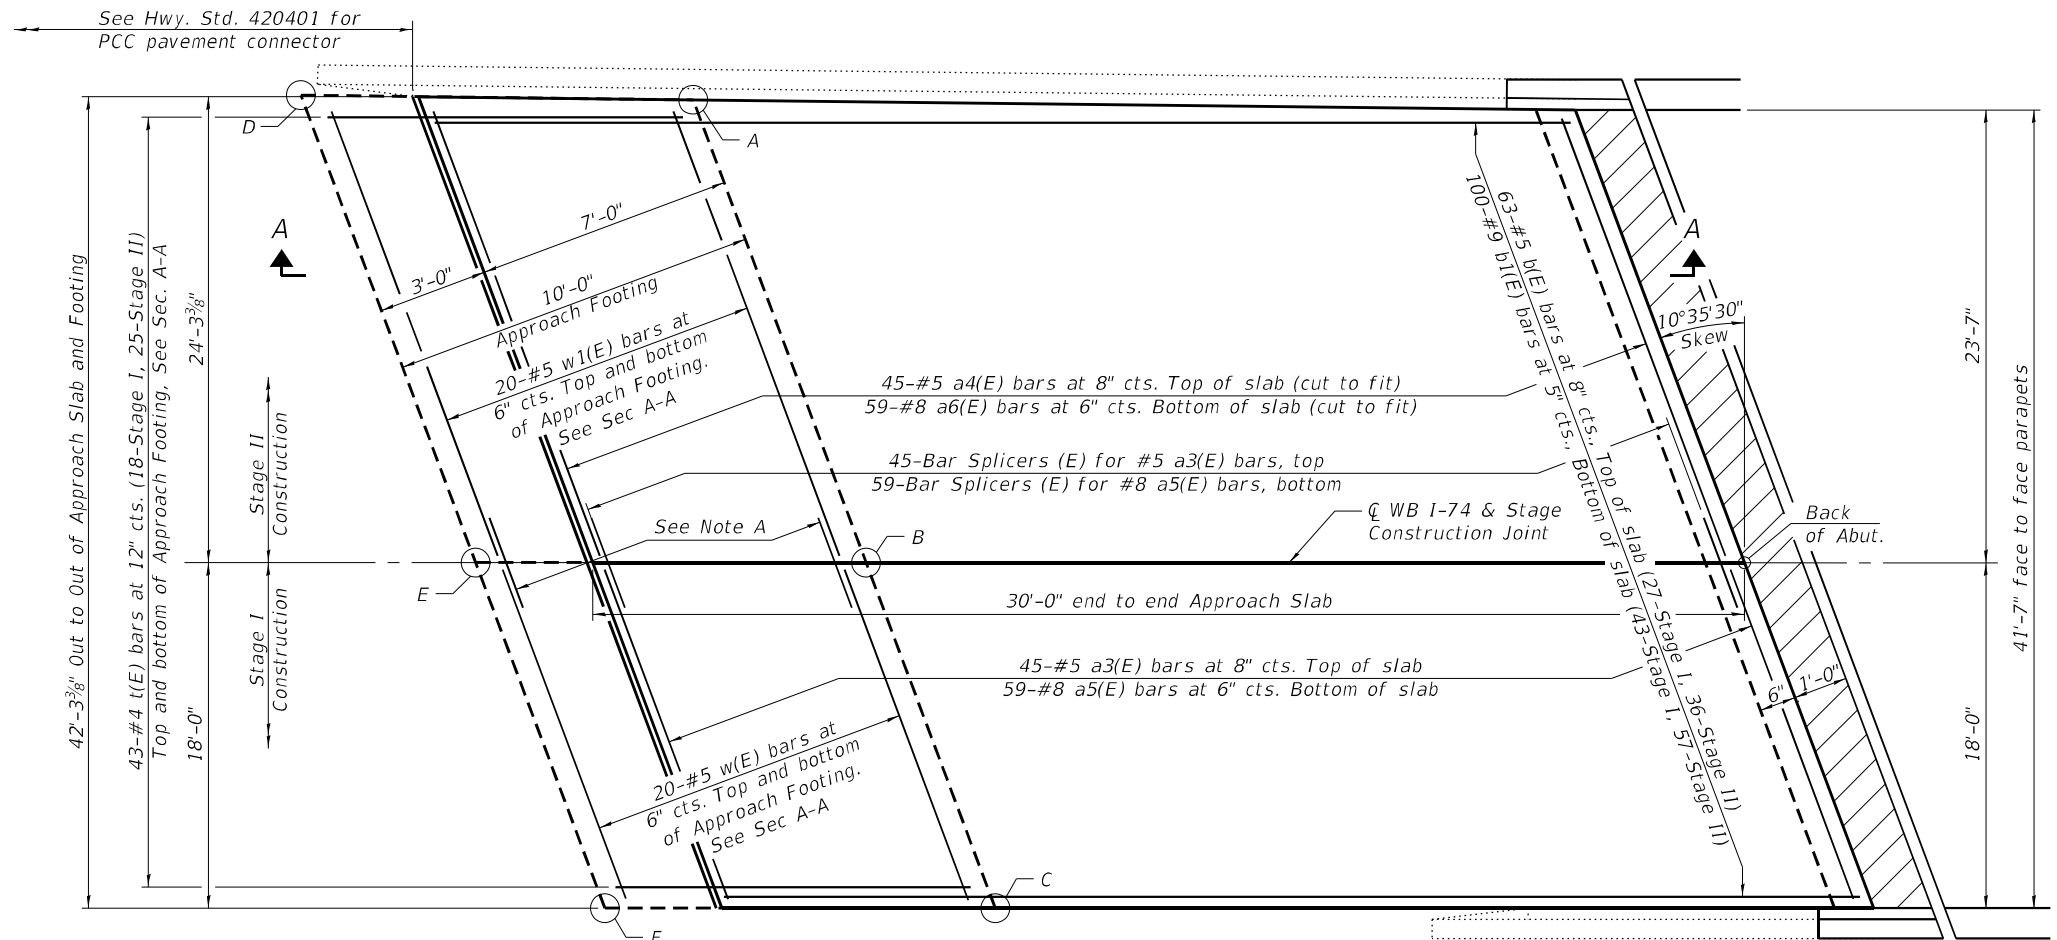 See Hwy. Std. 420401 for
PCC pavement connector
D
A
A
A
7'-0"
3'-0"
10'-0"
Approach Footing
20-#5 w1(E) bars at
6" cts. Top and bottom
of Approach Footing.
See Sec A-A
42'-3⅜" Out to Out of Approach Slab and Footing
43-#4 t(E) bars at 12" cts. (18-Stage I, 25-Stage II)
Top and bottom of Approach Footing, See Sec. A-A
24'-3⅜"
18'-0"
Stage II
Construction
Stage I
Construction
63-#5 b(E) bars at 8" cts., Top of slab (27-Stage I, 36-Stage II)
100-#9 b1(E) bars at 5" cts., Bottom of slab (43-Stage I, 57-Stage II)
10°35'30"
Skew
23'-7"
41'-7" face to face parapets
18'-0"
45-#5 a4(E) bars at 8" cts. Top of slab (cut to fit)
59-#8 a6(E) bars at 6" cts. Bottom of slab (cut to fit)
45-Bar Splicers (E) for #5 a3(E) bars, top
59-Bar Splicers (E) for #8 a5(E) bars, bottom
See Note A
B
℄ WB I-74 & Stage
Construction Joint
Back
of Abut.
E
30'-0" end to end Approach Slab
45-#5 a3(E) bars at 8" cts. Top of slab
59-#8 a5(E) bars at 6" cts. Bottom of slab
6"
1'-0"
20-#5 w(E) bars at
6" cts. Top and bottom
of Approach Footing.
See Sec A-A
C